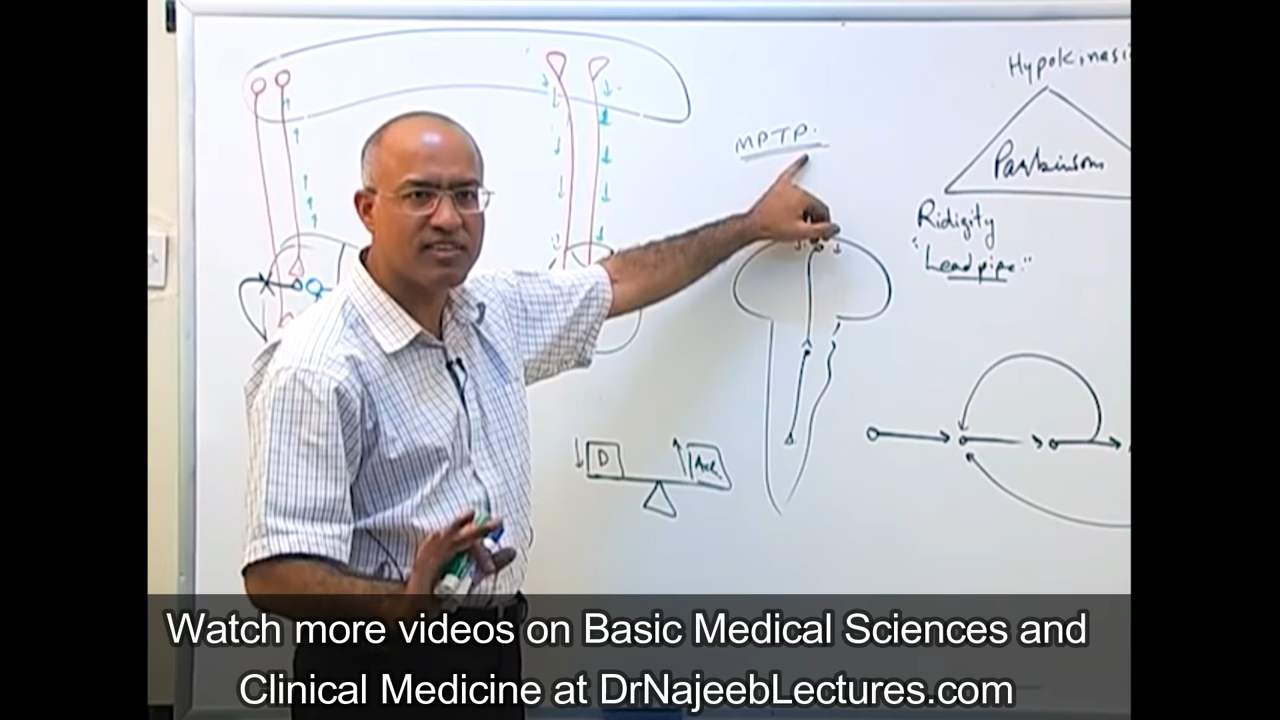 Hypokinesi
MPTP.
Parkinsom
Ridigity
"Lead pipe"
D
Ach
Watch more videos on Basic Medical Sciences and
Clinical Medicine at DrNajeebLectures.com